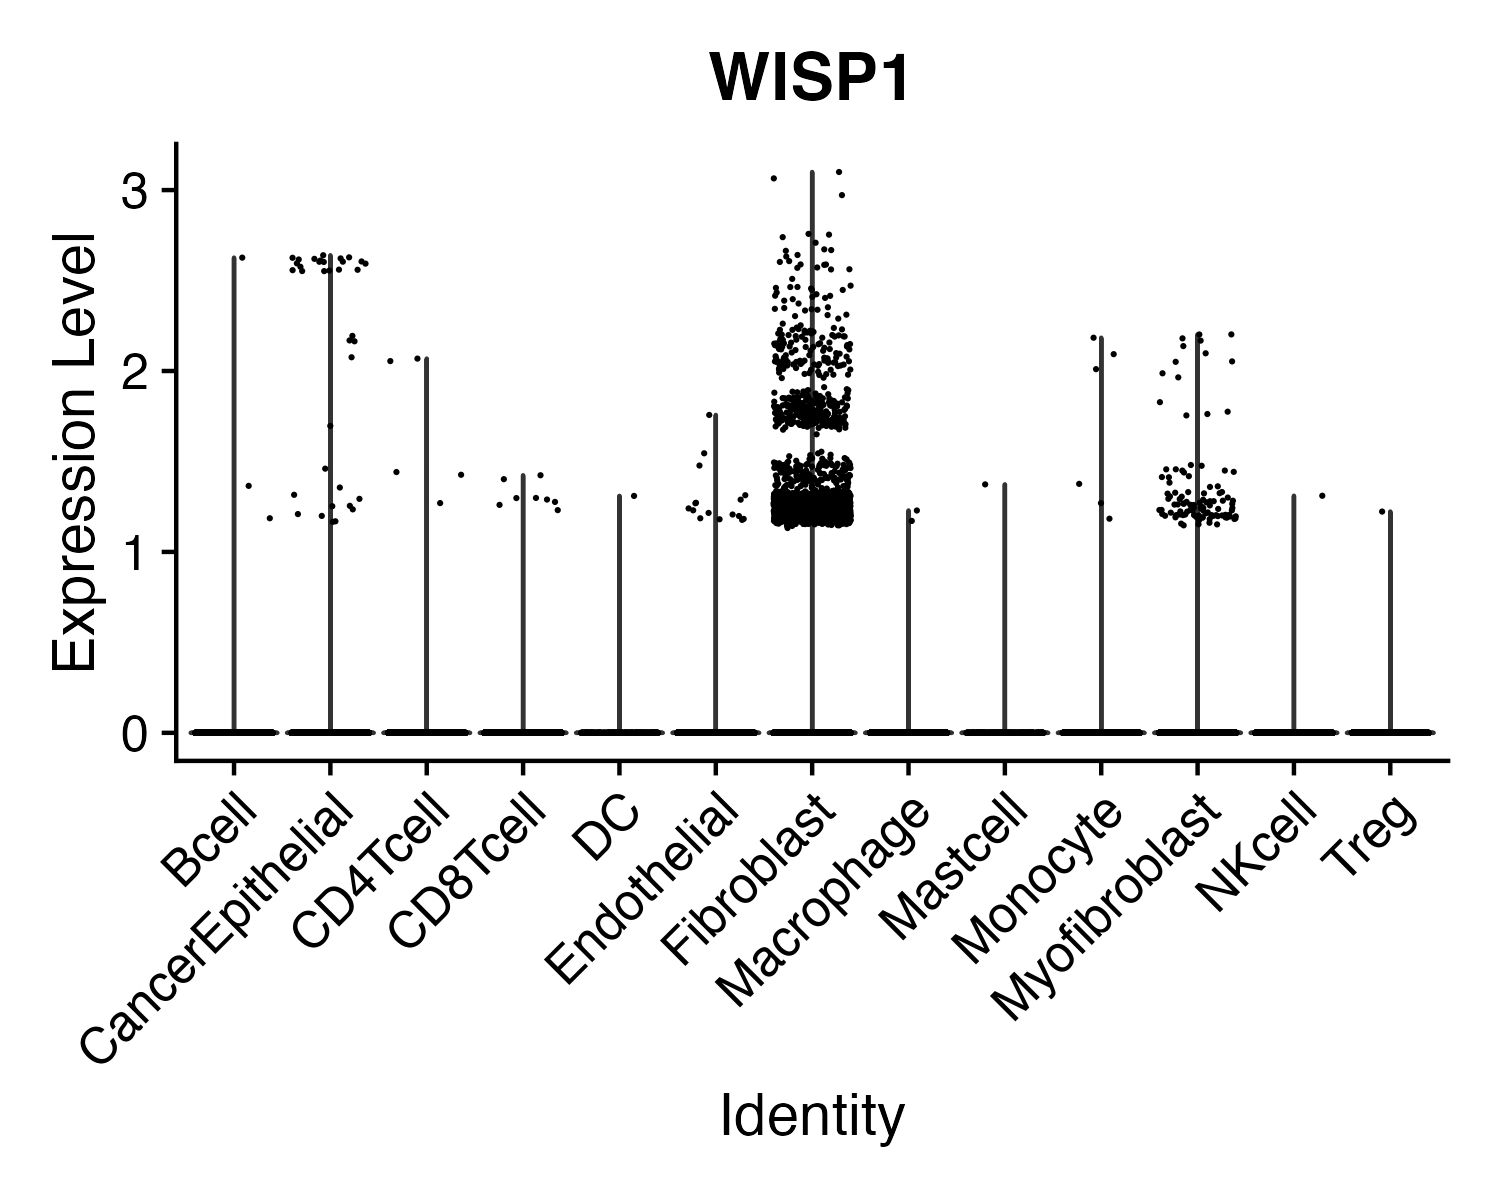 WISP1
Expression Level
3
2
1
0
Bcell
CancerEpithelial
CD4Tcell
CD8Tcell
DC
Endothelial
Fibroblast
Macrophage
Mastcell
Monocyte
Myofibroblast
NKcell
Treg
Identity